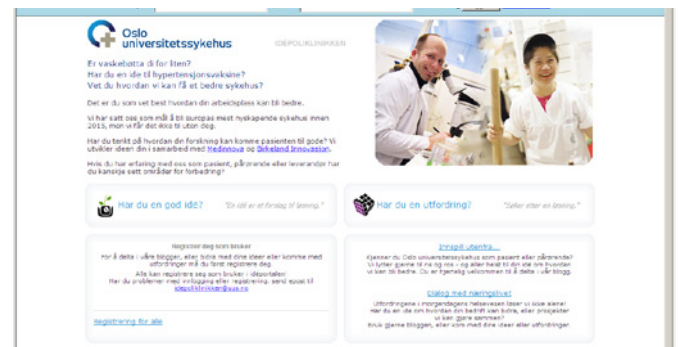 Oslo
universitetssykehus
IDÉPOLIKLINIKKEN
Er vaskebøtta di for liten?
Har du en ide til hypertensjonsvaksine?
Vet du hvordan vi kan få et bedre sykehus?
Det er du som vet best hvordan din arbeidsplass kan bli bedre.
Vi har satt oss som mål å bli europas mest nyskapende sykehus innen
2015, men vi får det ikke til uten deg.
Har du tenkt på hvordan din forskning kan komme pasienten til gode? Vi
utvikler ideen din i samarbeid med Medinnova og Birkeland Innovasjon.
Hvis du har erfaring med oss som pasient, pårørende eller leverandør har
du kanskje sett områder for forbedring?
Har du en god idé?
"En idé er et forslag til løsning."
Har du en utfordring?
"Søker etter en løsning."
Register deg som bruker
For å delta i våre blogger, eller bidra med dine ideer eller komme med
utfordringer må du først registrere deg.
Alle kan registrere seg som bruker i idéportalen!
Har du problemer med innlogging eller registrering, send epost til
idepoliklinikken@uus.no
Registrering for alle
Innspill utenfra...
Kjenner du Oslo universitetssykehus som pasient eller pårørende?
Vi lytter gjerne til ris og ros - og aller helst til din idé om hvordan
vi kan bli bedre. Du er hjertelig velkommen til å delta i vår blogg.
Dialog med næringslivet
Utfordringene i morgendagens helsevesen løser vi ikke alene!
Har du en ide om hvordan din bedrift kan bidra, eller prosjekter
vi kan gjøre sammen?
Bruk gjerne bloggen, eller kom med dine ideer eller utfordringer.